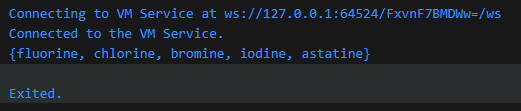 Connecting to VM Service at ws://127.0.0.1:64524/FxvnF7BMDWw=/ws
Connected to the VM Service.
{fluorine, chlorine, bromine, iodine, astatine}
Exited.